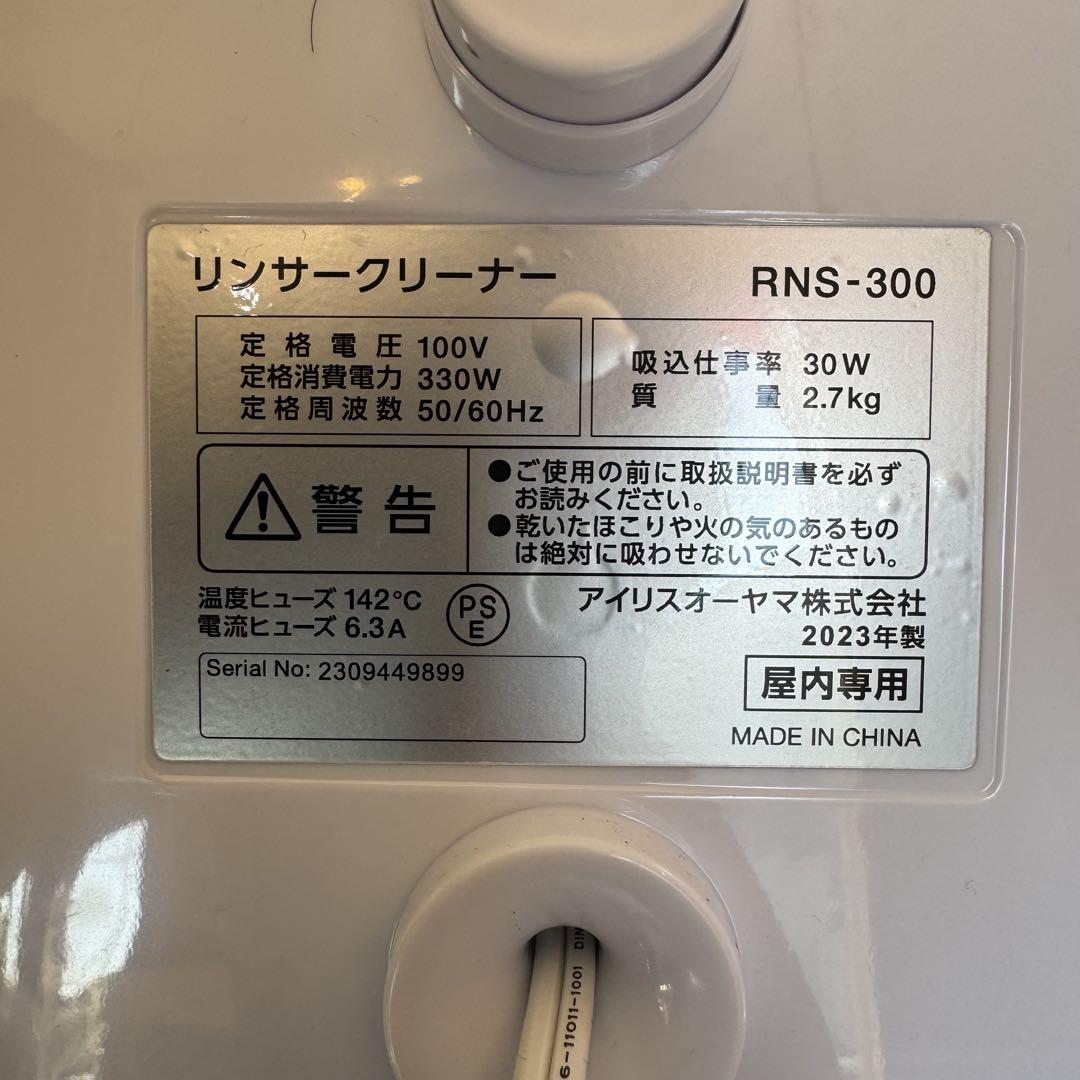 リンサークリーナー RNS-300
定格電圧 100V
定格消費電力 330W
定格周波数 50/60Hz
吸込仕事率 30W
質量 2.7kg
警告
●ご使用の前に取扱説明書を必ず
お読みください。
●乾いたほこりや火の気のあるもの
は絶対に吸わせないでください。
温度ヒューズ 142℃
電流ヒューズ 6.3A
PS
E
アイリスオーヤマ株式会社
2023年製
Serial No: 2309449899
屋内専用
MADE IN CHINA
6-11011-1001 DIN